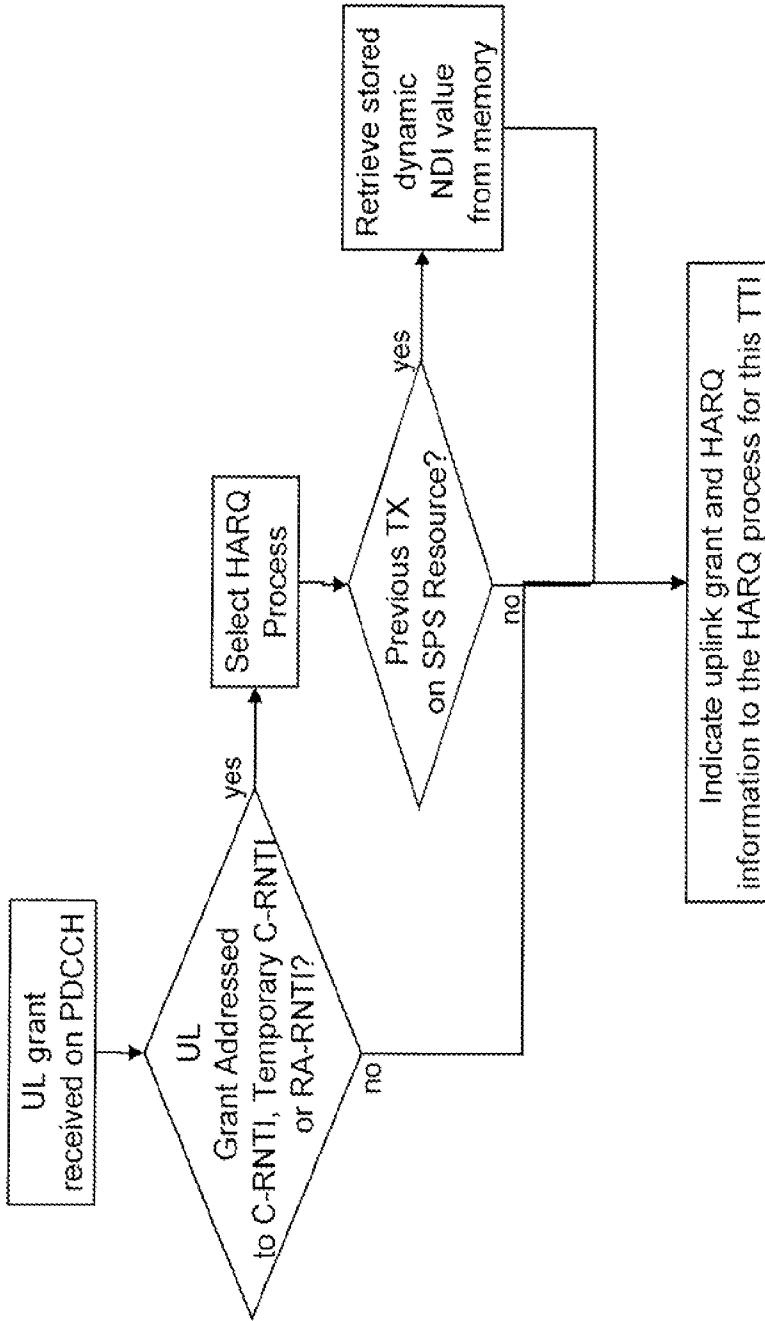 UL grant
received on PDCCH
UL
Grant Addressed
to C-RNTI, Temporary C-RNTI
or RA-RNTI?
yes
no
Select HARQ
Process
Previous TX
on SPS Resource?
yes
no
Retrieve stored
dynamic
NDI value
from memory
Indicate uplink grant and HARQ
information to the HARQ process for this TTI